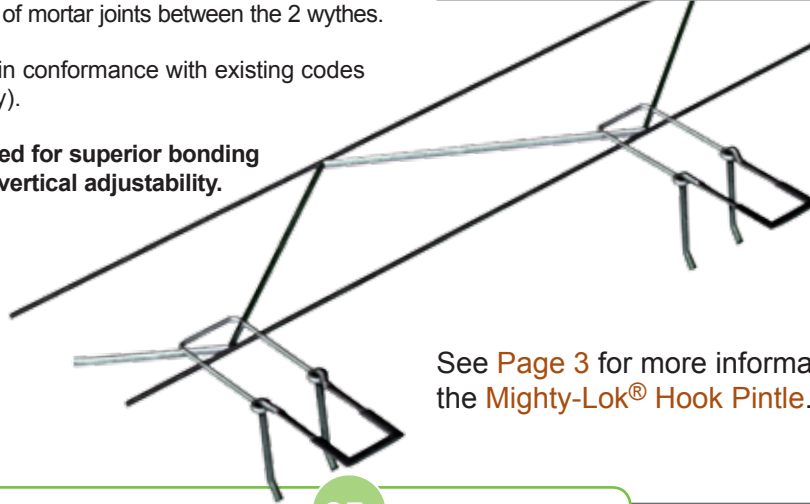 of mortar joints between the 2 wythes.
in conformance with existing codes
y).
ed for superior bonding
vertical adjustability.
See Page 3 for more informa
the Mighty-Lok® Hook Pintle.